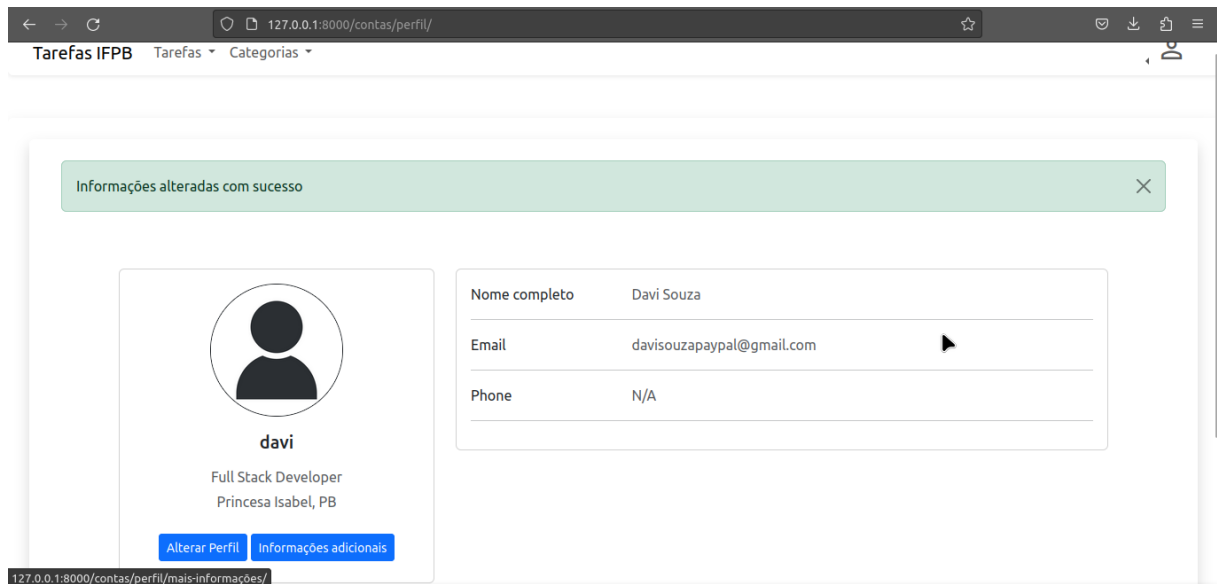 127.0.0.1:8000/contas/perfil/
Tarefas IFPB Tarefas Categorias
Informações alteradas com sucesso
davi
Full Stack Developer
Princesa Isabel, PB
Alterar Perfil Informações adicionais
Nome completo Davi Souza
Email davisouzapaypal@gmail.com
Phone N/A
127.0.0.1:8000/contas/perfil/mais-informações/